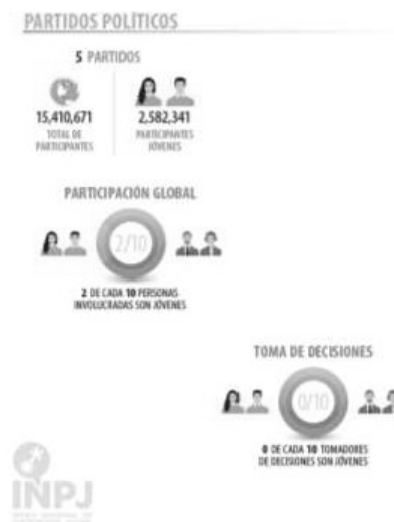 PARTIDOS POLÍTICOS
5 PARTIDOS
15,410,671
TOTAL DE
PARTICIPANTES
2,582,341
PARTICIPANTES
JÓVENES
PARTICIPACIÓN GLOBAL
2/10
2 DE CADA 10 PERSONAS
INVOLUCRADAS SON JÓVENES
TOMA DE DECISIONES
0/10
0 DE CADA 10 TOMADORES
DE DECISIONES SON JÓVENES
INPJ